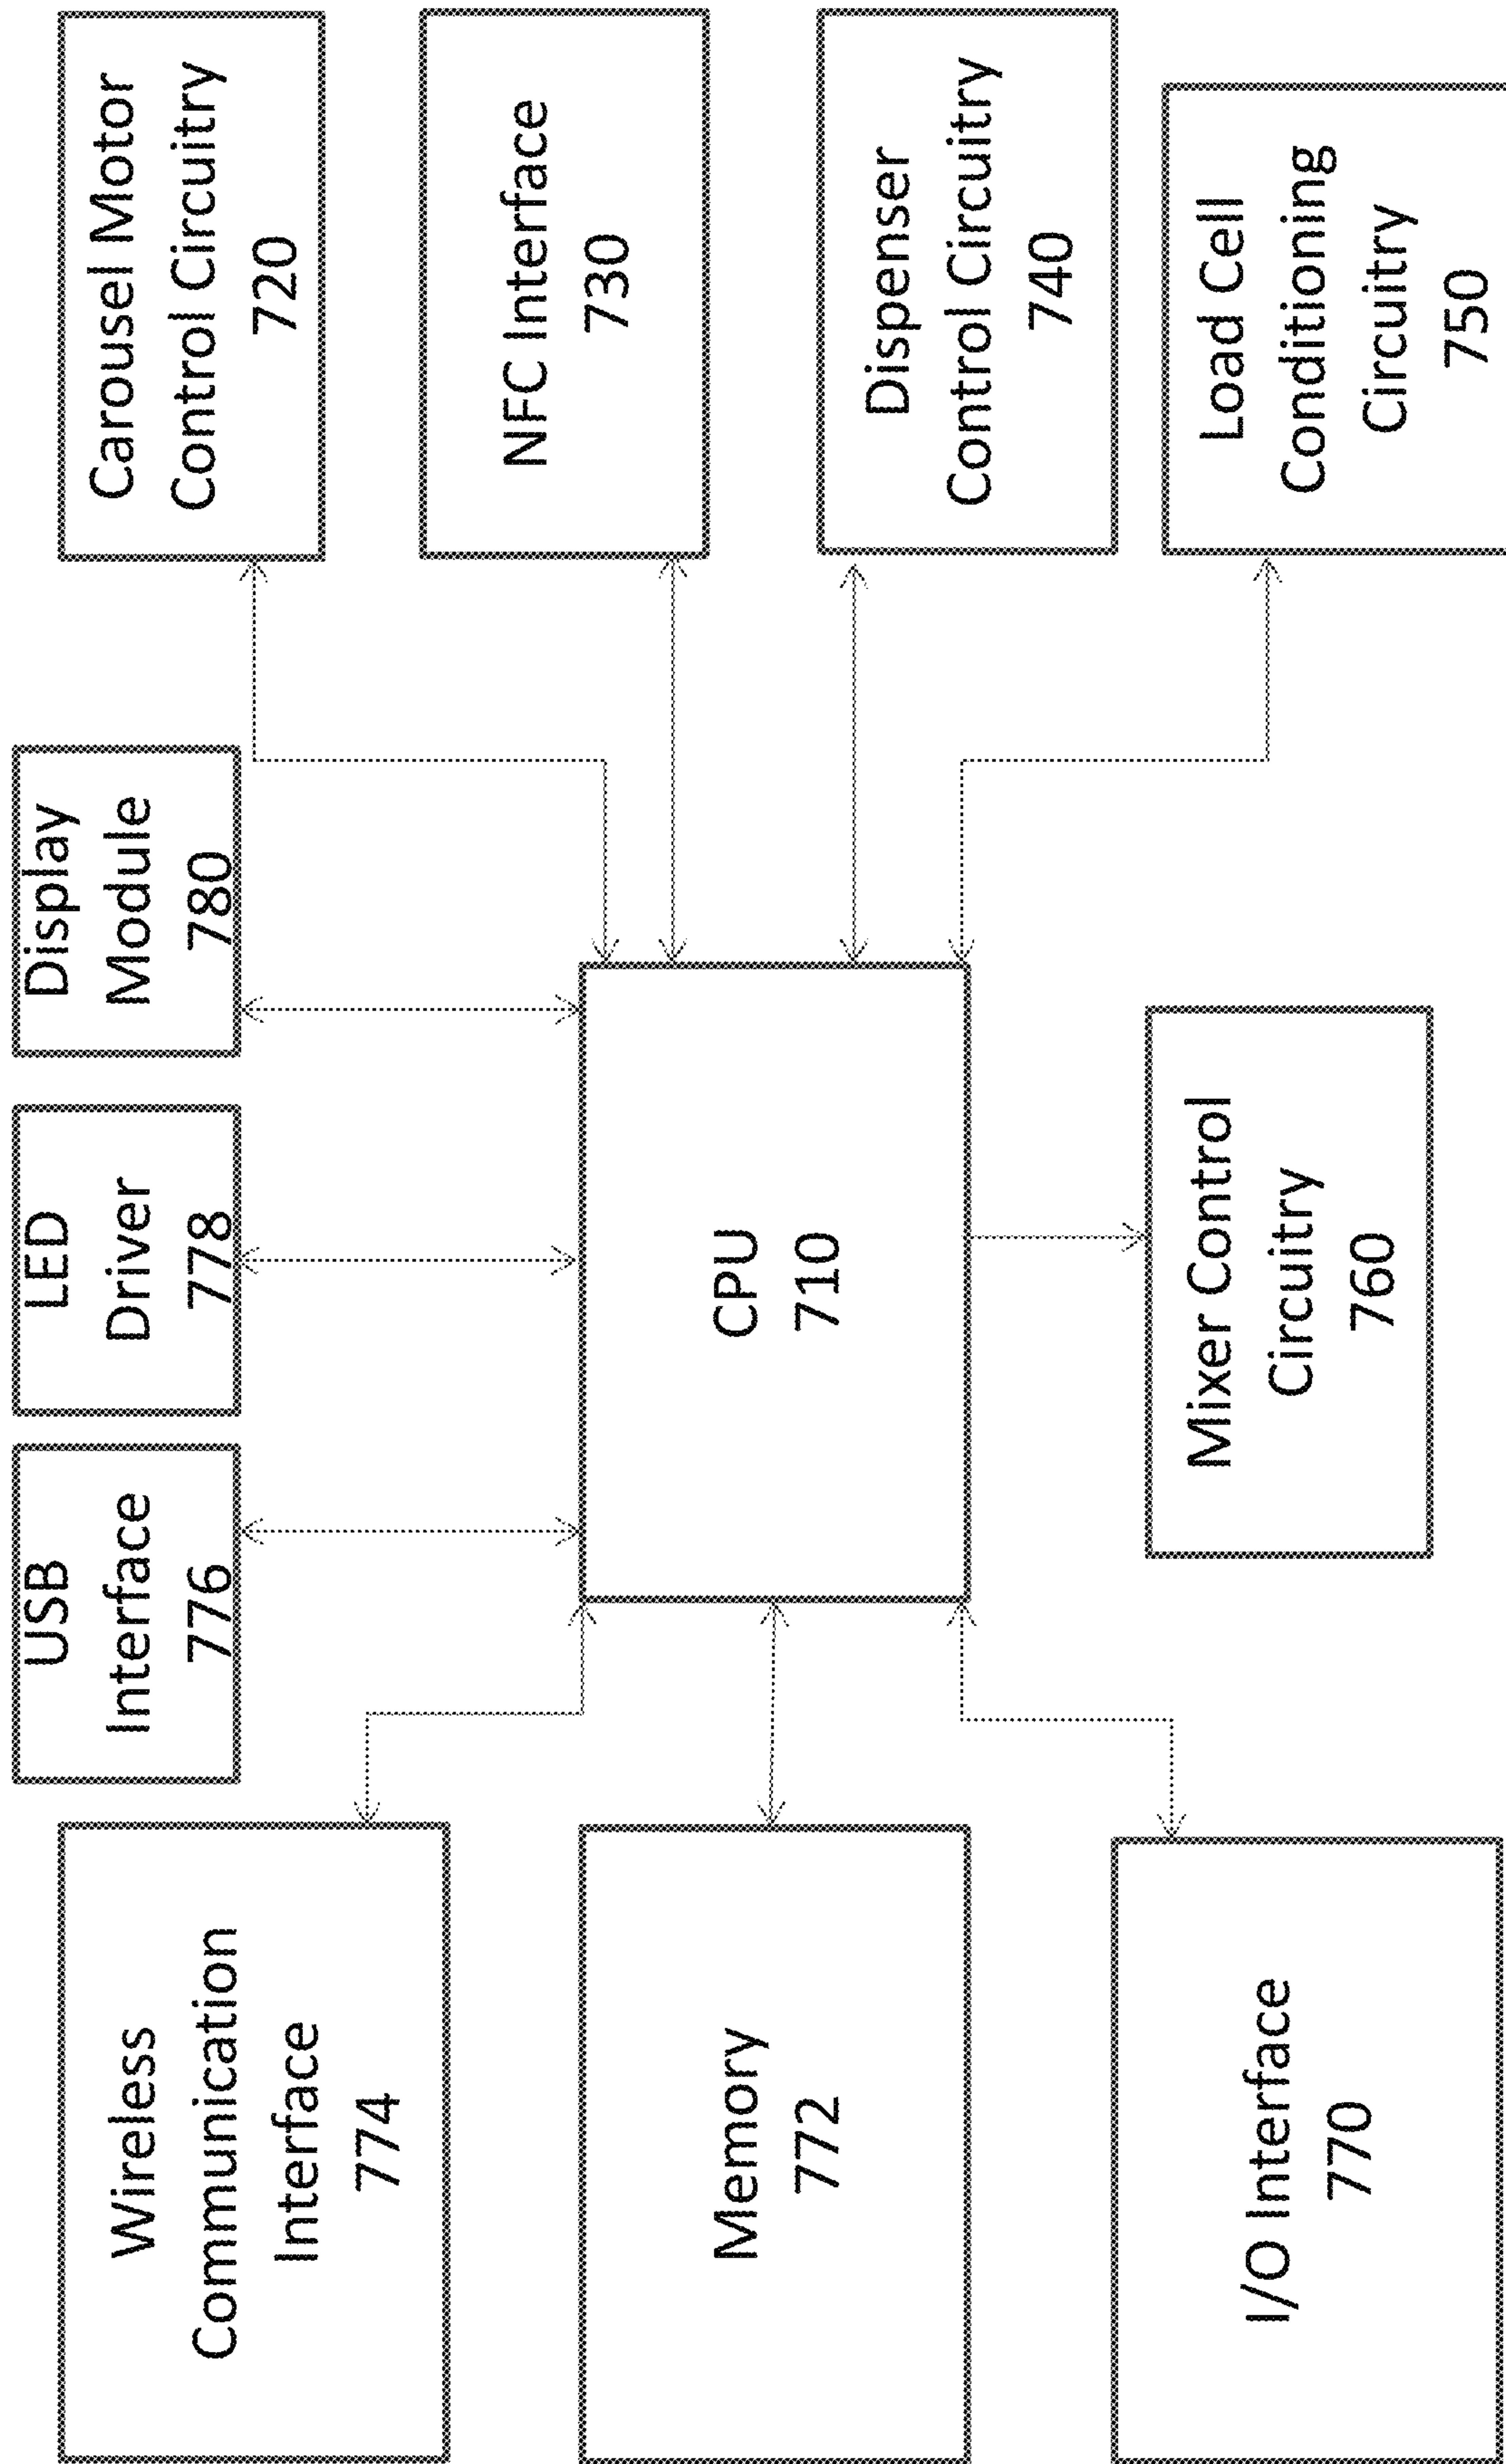 Wireless
Communication
Interface
774
USB
Interface
776
LED
Driver
778
Display
Module
780
Carousel Motor
Control Circuitry
720
NFC Interface
730
Memory
772
CPU
710
Dispenser
Control Circuitry
740
I/O Interface
770
Mixer Control
Circuitry
760
Load Cell
Conditioning
Circuitry
750